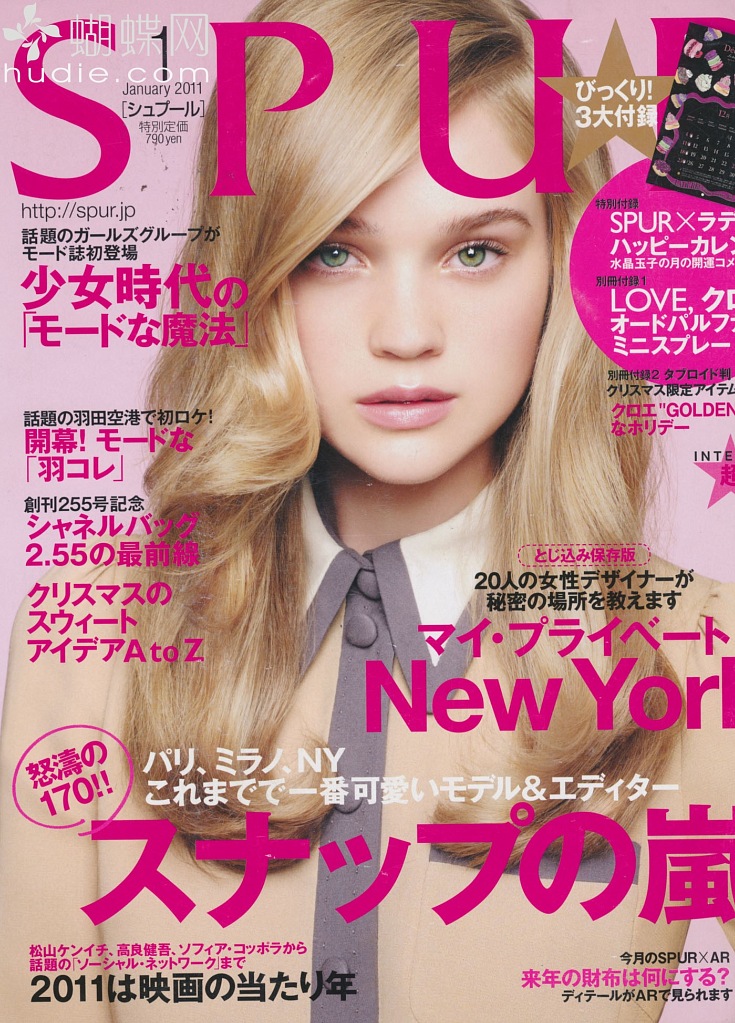 蝴蝶网
hudie.com
SPUR
1
January 2011
[シュプール]
特別定価
790yen
http://spur.jp
びっくり!
3大付録
特別付録
SPUR×ラデ
ハッピーカレン
水晶玉子の月の開運コメ
別冊付録1
LOVE, クロ
オードパルファ
ミニスプレー
別冊付録2 タブロイド判
クリスマス限定アイテム
クロエ "GOLDEN
なホリデー
INTE
超
話題のガールズグループが
モード誌初登場
少女時代の
「モードな魔法」
話題の羽田空港で初ロケ!
開幕! モードな
「羽コレ」
創刊255号記念
シャネルバッグ
2.55の最前線
クリスマスの
スウィート
アイデアA to Z
とじ込み保存版
20人の女性デザイナーが
秘密の場所を教えます
マイ・プライベート
New York
怒濤の
170!!
パリ、ミラノ、NY
これまでで一番可愛いモデル&エディター
スナップの嵐
松山ケンイチ、高良健吾、ソフィア・コッポラから
話題の「ソーシャル・ネットワーク」まで
2011は映画の当たり年
今月のSPUR×AR
来年の財布は何にする?
ディテールがARで見られます